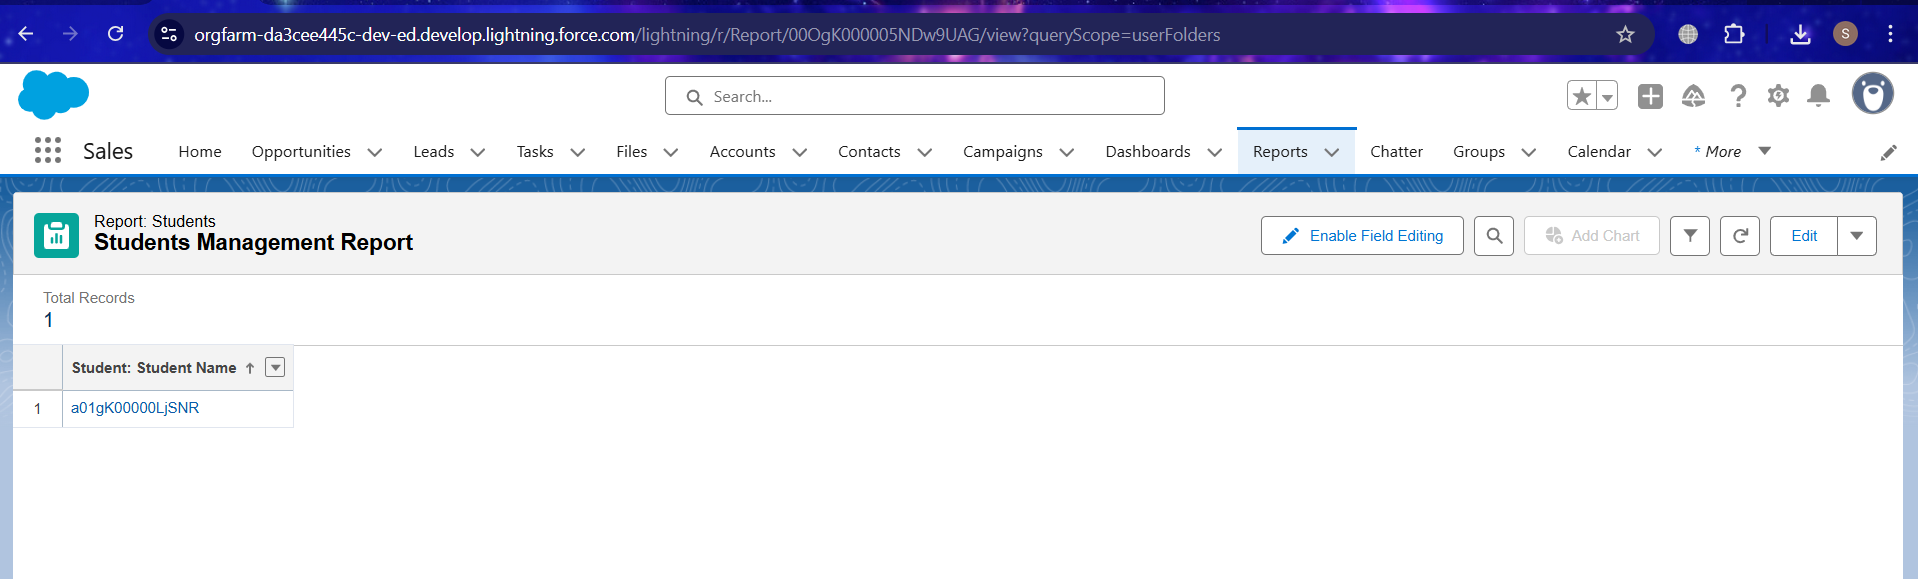 orgfarm-da3cee445c-dev-ed.develop.lightning.force.com/lightning/r/Report/00OgK000005NDw9UAG/view?queryScope=userFolders
S
Search...
Sales
Home
Opportunities
Leads
Tasks
Files
Accounts
Contacts
Campaigns
Dashboards
Reports
Chatter
Groups
Calendar
* More
Report: Students
Students Management Report
Enable Field Editing
Add Chart
Edit
Total Records
1
Student: Student Name ↑
1
a01gK00000LjSNR